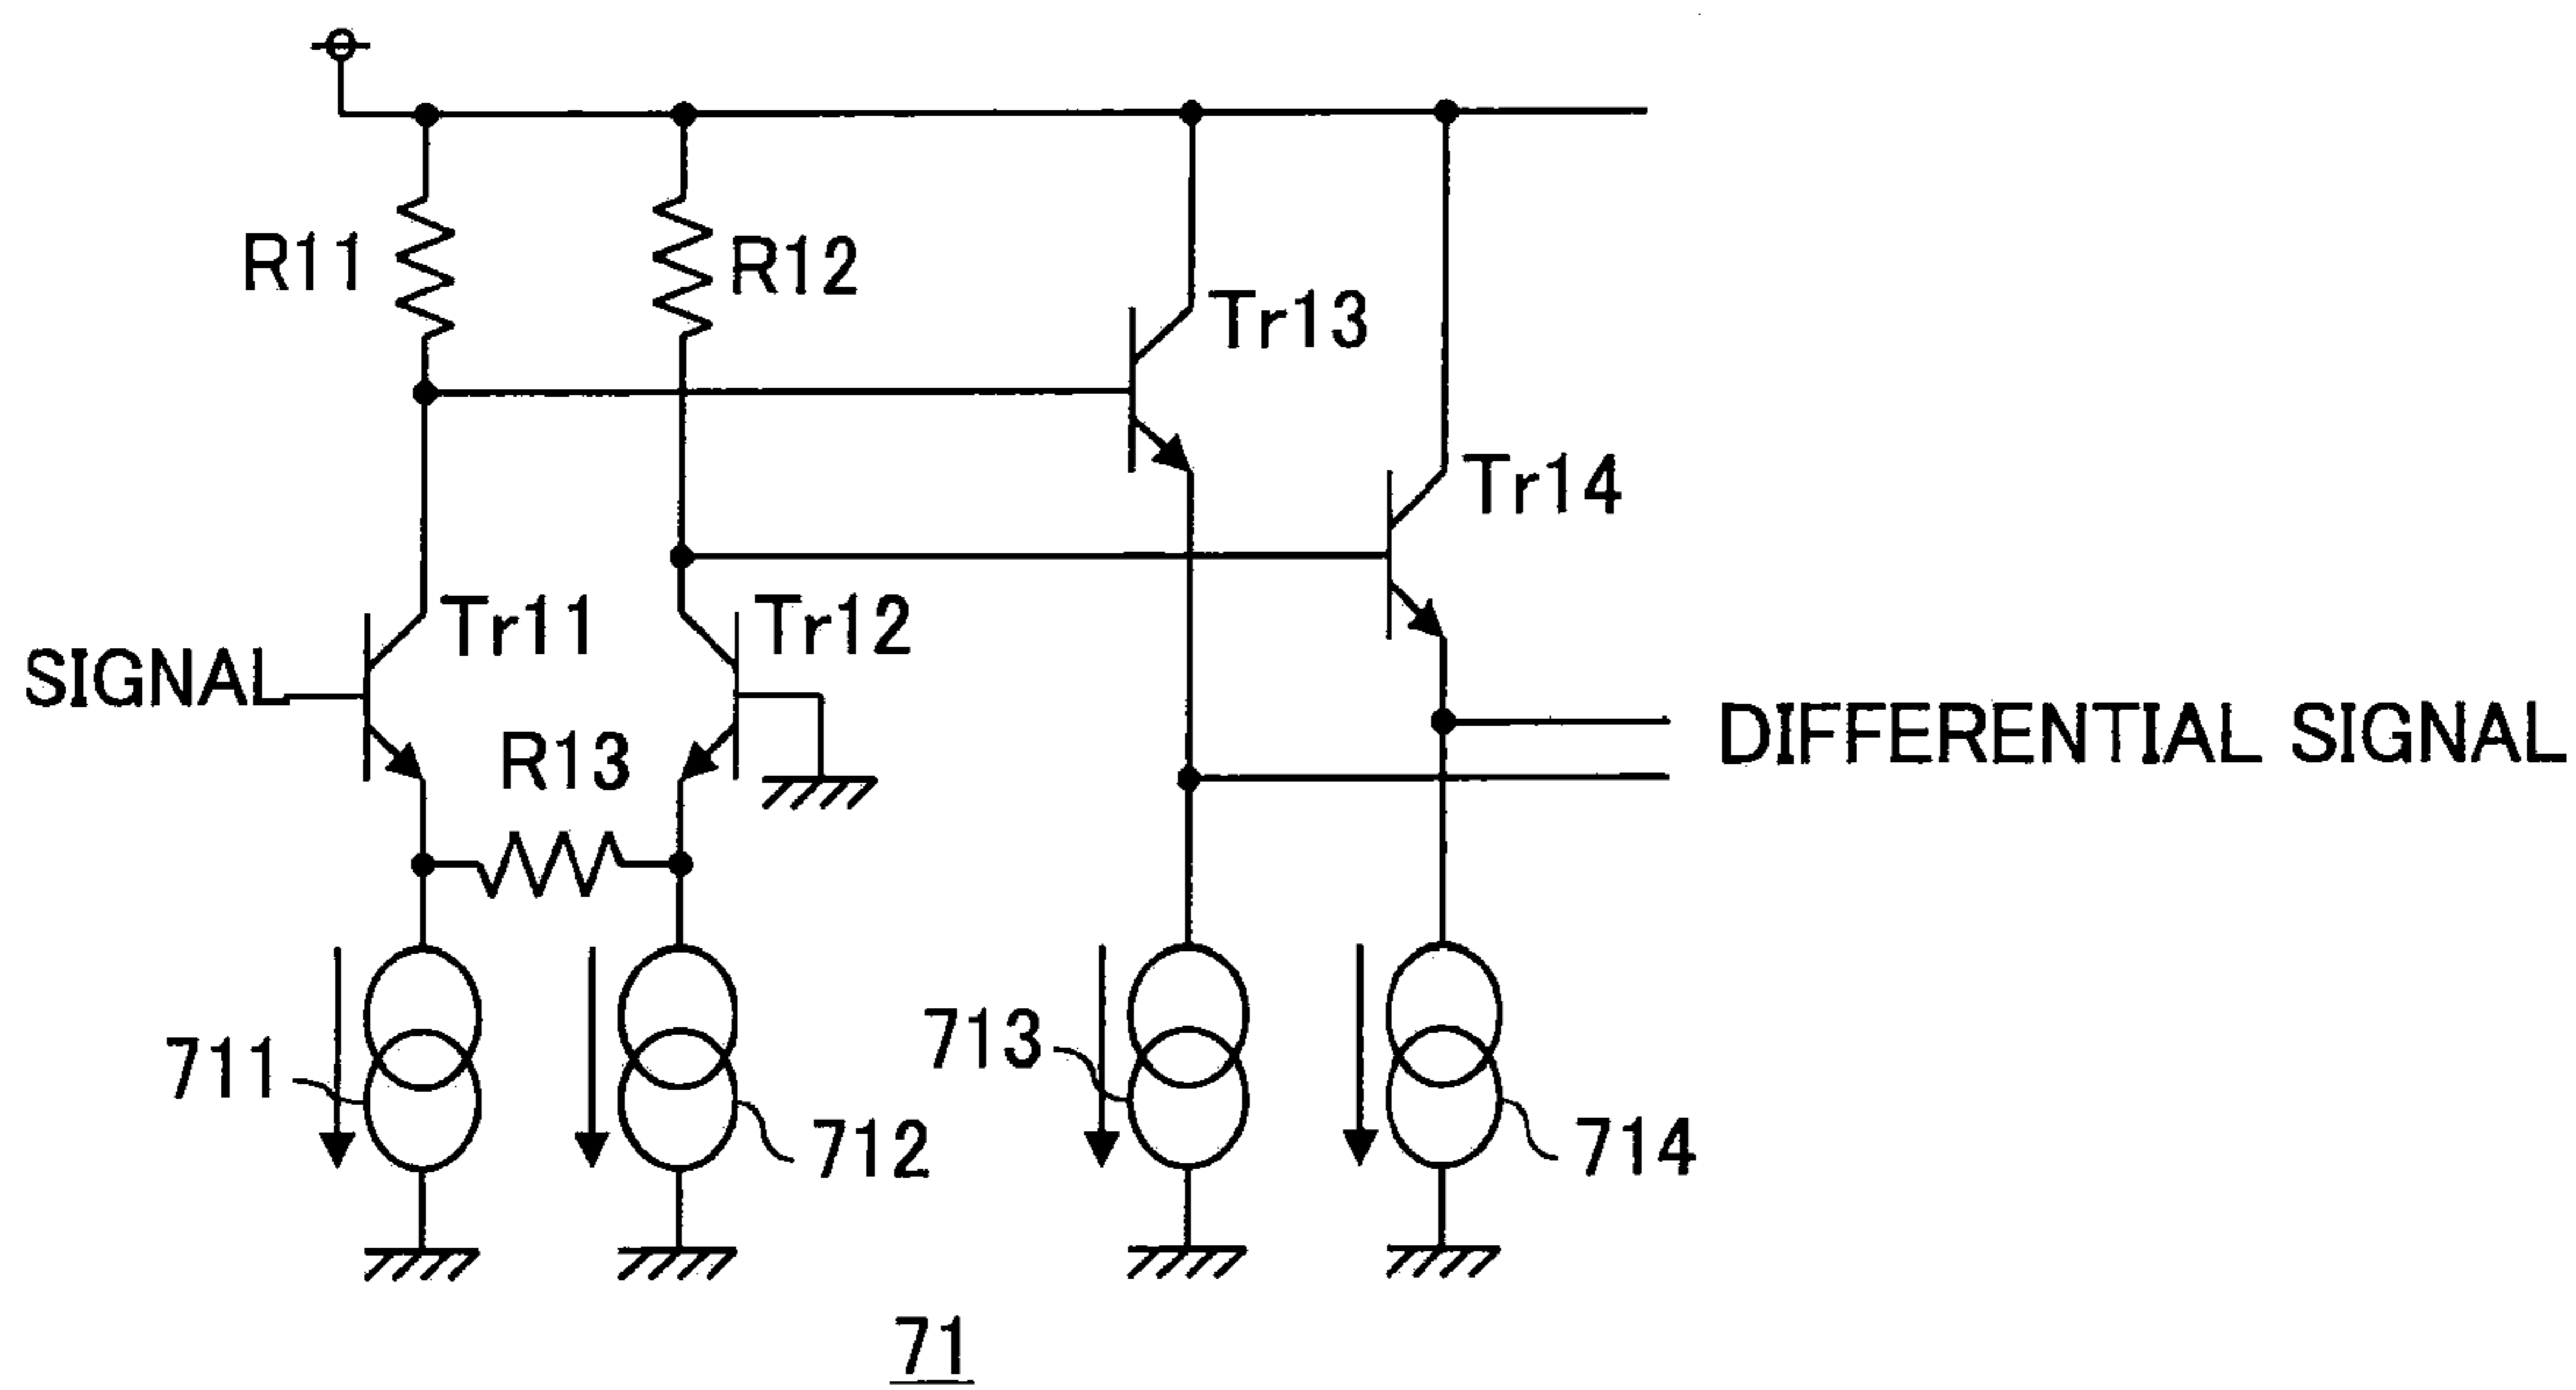 R11
R12
Tr13
Tr14
Tr11
Tr12
SIGNAL
R13
DIFFERENTIAL SIGNAL
711
712
713
714
71